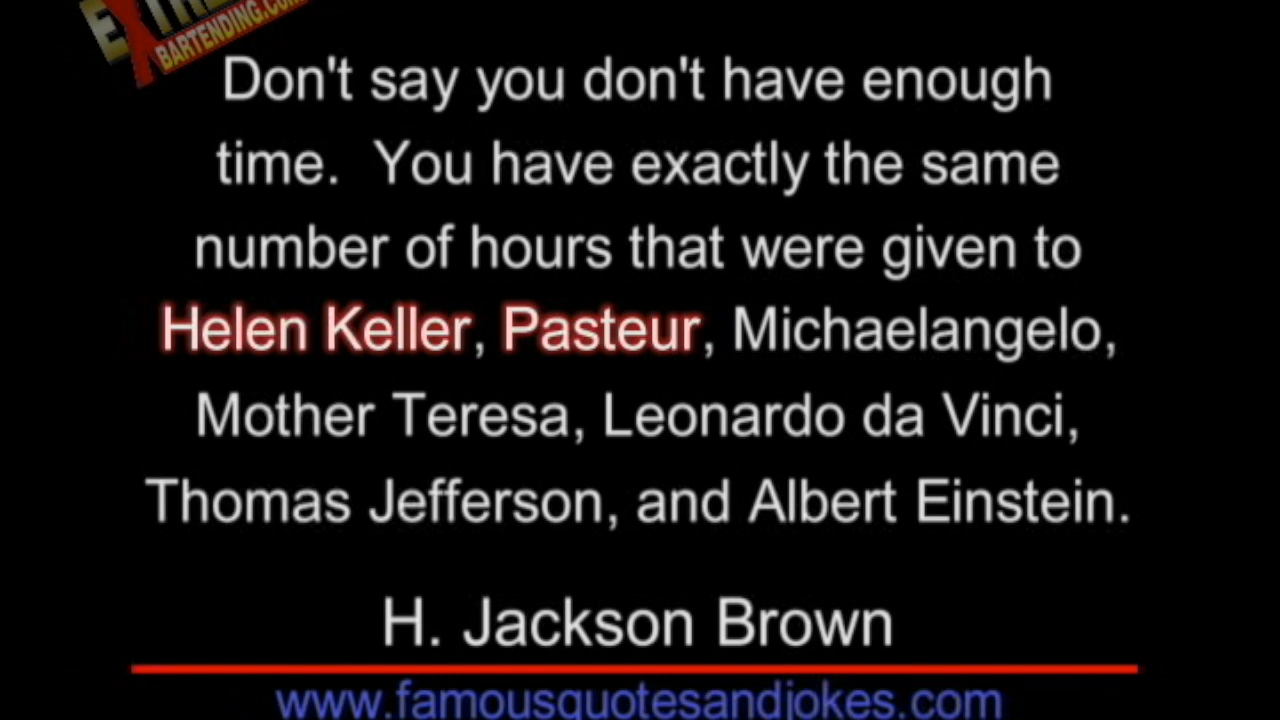 BARTENDING.COM
Don't say you don't have enough
time. You have exactly the same
number of hours that were given to
Helen Keller, Pasteur, Michaelangelo,
Mother Teresa, Leonardo da Vinci,
Thomas Jefferson, and Albert Einstein.
H. Jackson Brown
www.famousquotesandjokes.com